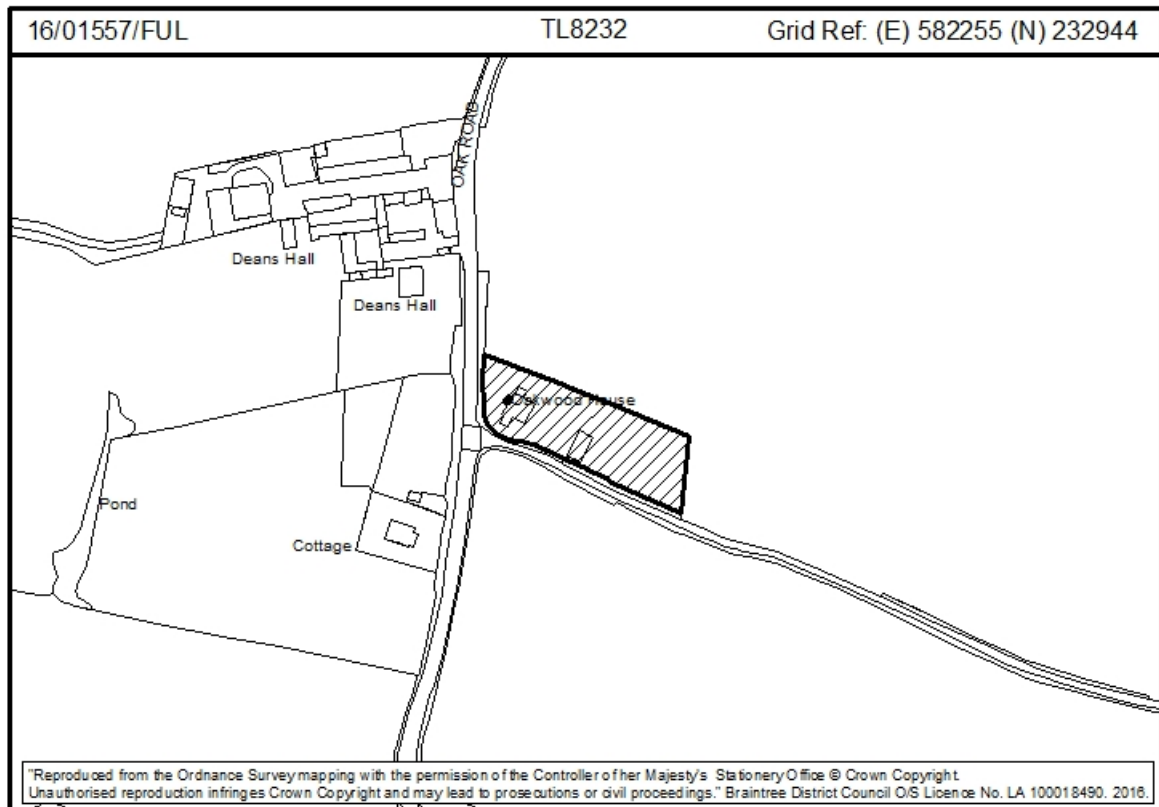 16/01557/FUL TL8232 Grid Ref: (E) 582255 (N) 232944
OAK ROAD
Deans Hall
Deans Hall
Oakwood House
Pond
Cottage
"Reproduced from the Ordnance Survey mapping with the permission of the Controller of her Majesty's Stationery Office © Crown Copyright.
Unauthorised reproduction infringes Crown Copyright and may lead to prosecutions or civil proceedings." Braintree District Council O/S Licence No. LA 100018490. 2016.